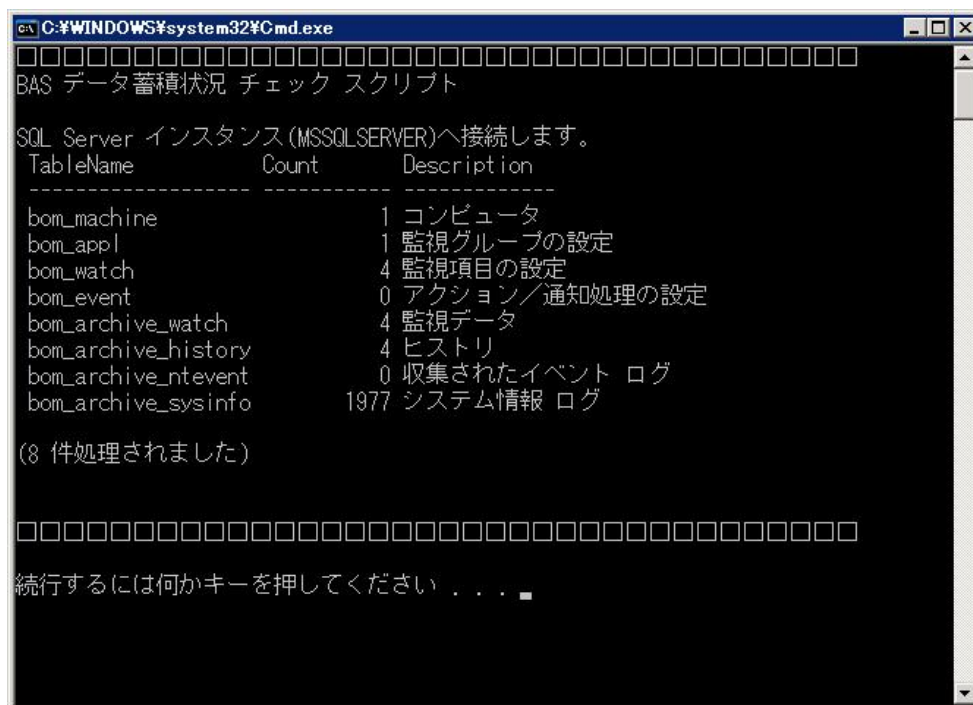 C:¥WINDOWS¥system32¥Cmd.exe
□□□□□□□□□□□□□□□□□□□□□□□□□□□□□□□□□□□□
BAS データ蓄積状況 チェック スクリプト
SQL Server インスタンス(MSSQLSERVER)へ接続します。
TableName Count Description
------------------- ----------- -------------
bom_machine 1 コンピュータ
bom_appl 1 監視グループの設定
bom_watch 4 監視項目の設定
bom_event 0 アクション／通知処理の設定
bom_archive_watch 4 監視データ
bom_archive_history 4 ヒストリ
bom_archive_ntevent 0 収集されたイベント ログ
bom_archive_sysinfo 1977 システム情報 ログ
(8 件処理されました)
□□□□□□□□□□□□□□□□□□□□□□□□□□□□□□□□□□□□
続行するには何かキーを押してください . . .